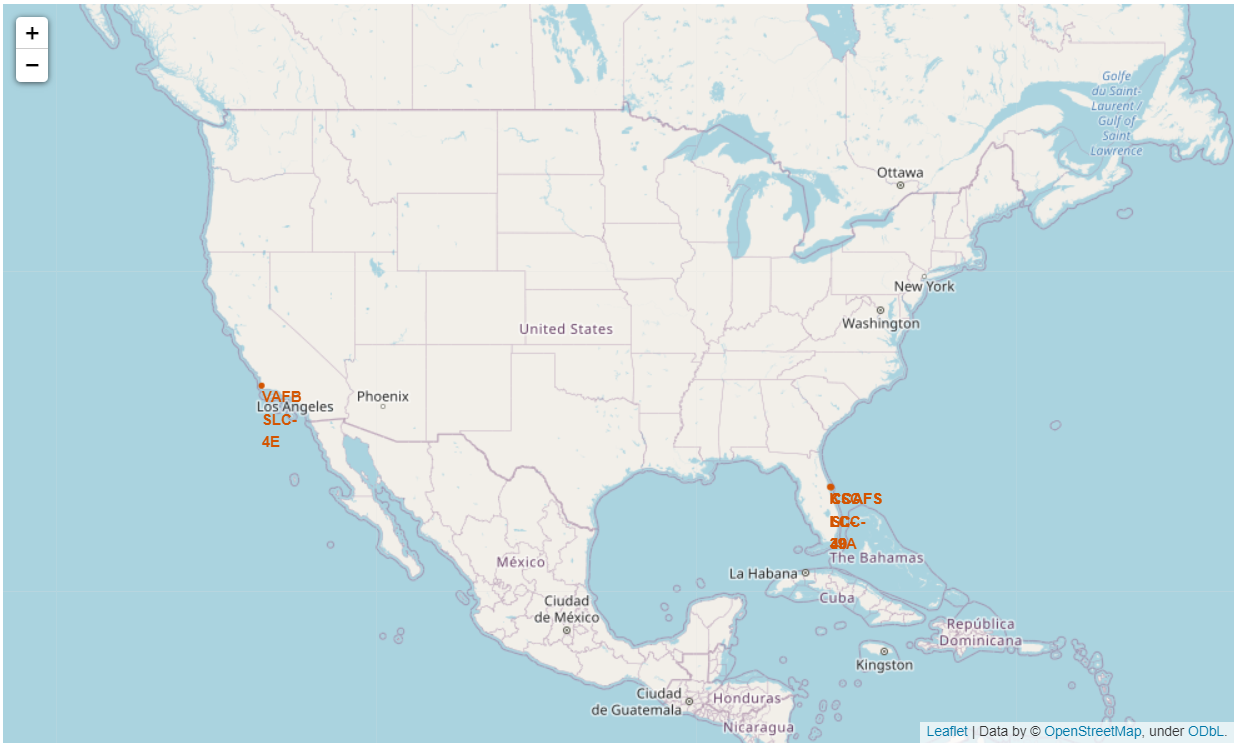 +
−
Golfe
du Saint-
Laurent /
Gulf of
Saint
Lawrence
Ottawa
New York
Washington
United States
Phoenix
Los Angeles
VAFB
SLC-
4E
The Bahamas
La Habana
Cuba
México
Ciudad
de México
República
Dominicana
Kingston
Ciudad
de Guatemala
Honduras
Nicaragua
Leaflet | Data by © OpenStreetMap, under ODbL.